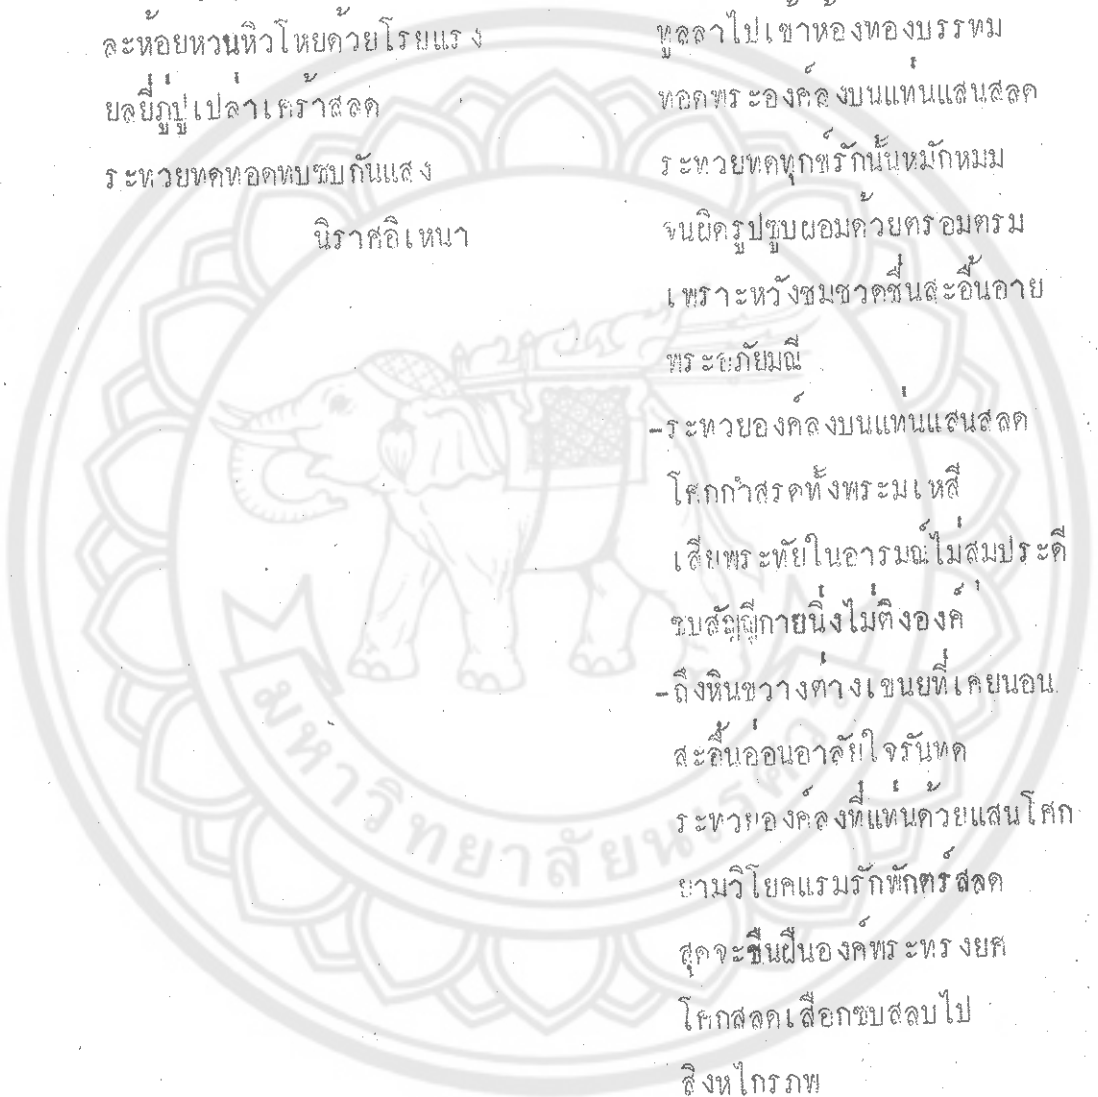 ละห้อยหวนหิวโหยด้วยโรยแรง
ยลยี่ภู่ปูเปล่าเศร้าสลด
ระทวยทดทอดทบซบกันแสง
นิราศอิเหนา
ทูลลาไปเข้าห้องทองบรรทม
ทอดพระองค์ลงบนแท่นแสนสลด
ระทวยทดทุกข์รักนั้นหมักหมม
จนผิดรูปซูบผอมด้วยตรอมตรม
เพราะหวังชมชวดชื่นสะอื้นอาย
พระอภัยมณี
-ระทวยองค์ลงบนแท่นแสนสลด
โศกกำสรดทั้งพระมเหสี
เสียพระทัยในอารมณ์ไม่สมประดี
ซบสัญญีกายนิ่งไม่ติงองค์
-ถึงหินขวางต่างเขนยที่เคยนอน
สะอื้นอ่อนอาลัยใจรันทด
ระทวยองค์ลงที่แท่นด้วยแสนโศก
ยามวิโยคแรมรักพักตร์สลด
สุดจะขืนฝืนองค์พระทรงยศ
โศกสลดเสือกซบสลบไป
สิงหไกรภพ
มหาวิทยาลัยนเรศวร